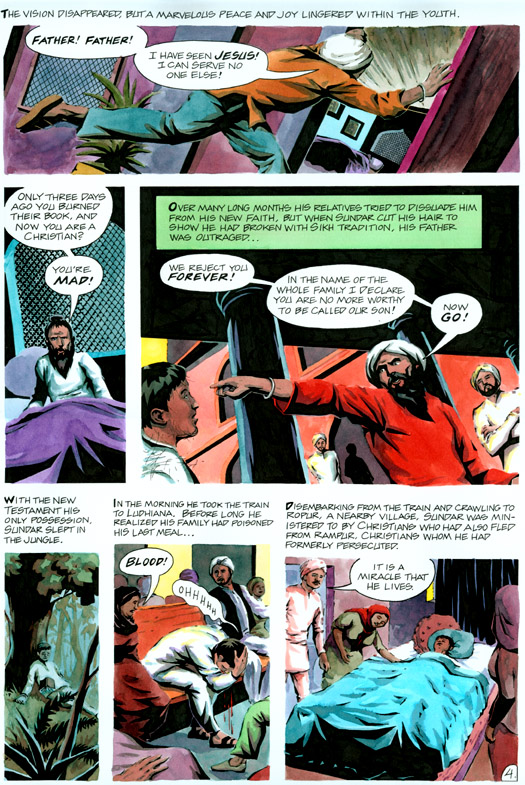 THE VISION DISAPPEARED, BUT A MARVELOUS PEACE AND JOY LINGERED WITHIN THE YOUTH.
FATHER! FATHER!
I HAVE SEEN JESUS!
I CAN SERVE NO
ONE ELSE!
ONLY THREE DAYS
AGO YOU BURNED
THEIR BOOK, AND
NOW YOU ARE A
CHRISTIAN?
YOU'RE
MAD!
OVER MANY LONG MONTHS HIS RELATIVES TRIED TO DISSUADE HIM
FROM HIS NEW FAITH, BUT WHEN SUNDAR CUT HIS HAIR TO
SHOW HE HAD BROKEN WITH SIKH TRADITION, HIS FATHER
WAS OUTRAGED...
WE REJECT YOU
FOREVER!
IN THE NAME OF THE
WHOLE FAMILY I DECLARE
YOU ARE NO MORE WORTHY
TO BE CALLED OUR SON!
NOW
GO!
WITH THE NEW
TESTAMENT HIS
ONLY POSSESSION,
SUNDAR SLEPT IN
THE JUNGLE.
IN THE MORNING HE TOOK THE TRAIN
TO LUDHIANA. BEFORE LONG HE
REALIZED HIS FAMILY HAD POISONED
HIS LAST MEAL...
BLOOD!
OHHHHH
DISEMBARKING FROM THE TRAIN AND CRAWLING TO
ROPUR, A NEARBY VILLAGE, SUNDAR WAS MIN-
ISTERED TO BY CHRISTIANS WHO HAD ALSO FLED
FROM RAMPUR, CHRISTIANS WHOM HE HAD
FORMERLY PERSECUTED.
IT IS A
MIRACLE THAT
HE LIVES.
4.